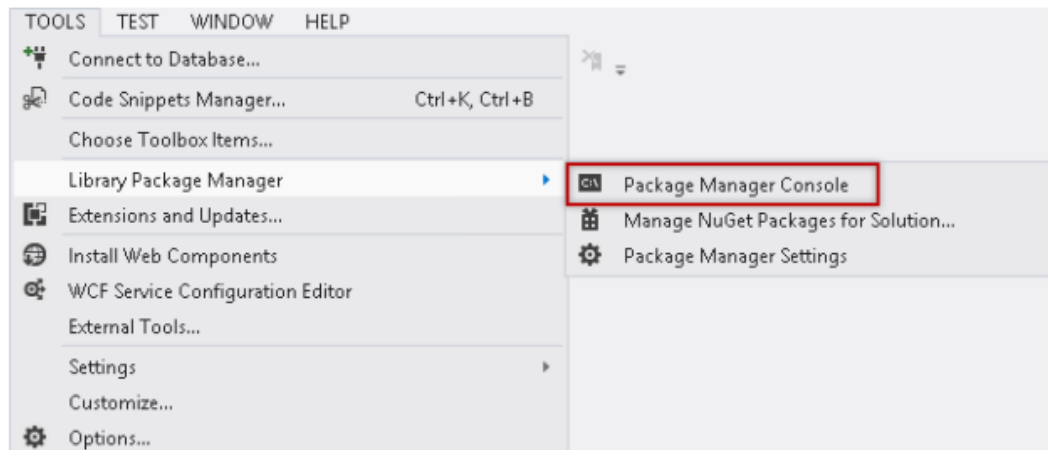 TOOLS TEST WINDOW HELP
Connect to Database...
Code Snippets Manager... Ctrl+K, Ctrl+B
Choose Toolbox Items...
Library Package Manager
Extensions and Updates...
Install Web Components
WCF Service Configuration Editor
External Tools...
Settings
Customize...
Options...
C:\ Package Manager Console
Manage NuGet Packages for Solution...
Package Manager Settings